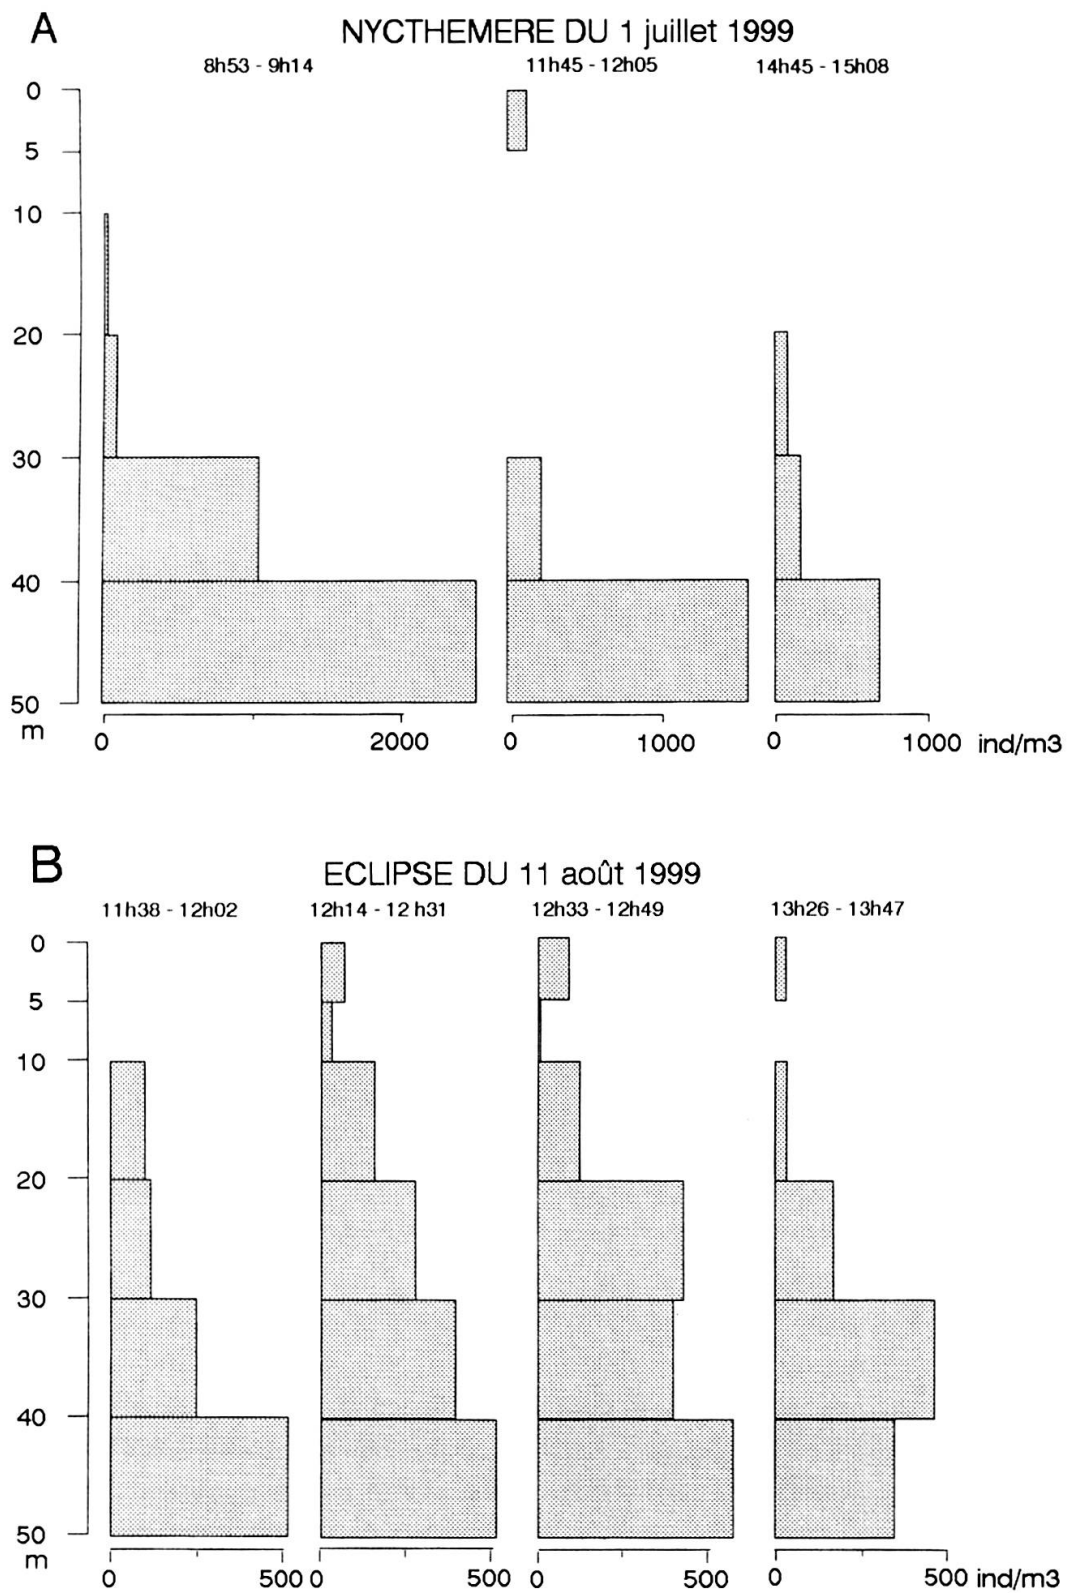 A
NYCTHEMERE DU 1 juillet 1999
8h53 - 9h14
11h45 - 12h05
14h45 - 15h08
0
5
10
20
30
40
50
m
0 2000
0 1000
0 1000 ind/m3
B
ECLIPSE DU 11 août 1999
11h38 - 12h02
12h14 - 12 h31
12h33 - 12h49
13h26 - 13h47
0
5
10
20
30
40
50
m
0 500
0 500
0 500
0 500 ind/m3